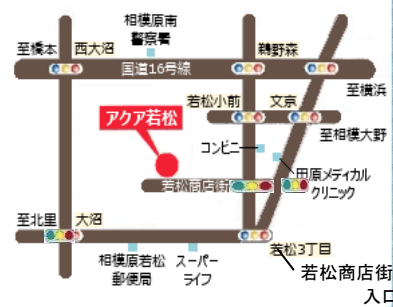 相模原南
警察署
至橋本
西大沼
鵜野森
国道16号線
至横浜
若松小前
文京
アクア若松
至相模大野
コンビニ
田原メディカル
クリニック
若松商店街
至北里
大沼
若松3丁目
相模原若松
郵便局
スーパー
ライフ
若松商店街
入口